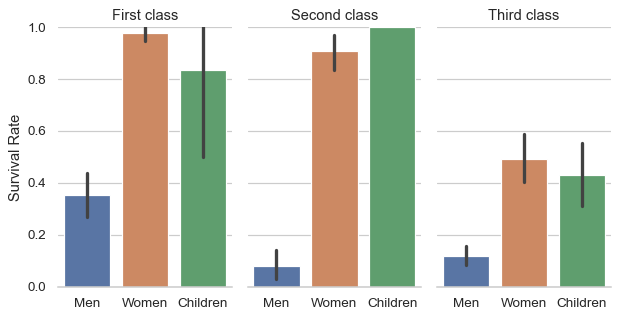 First class Second class Third class
Survival Rate
1.0
0.8
0.6
0.4
0.2
0.0
Men Women Children Men Women Children Men Women Children